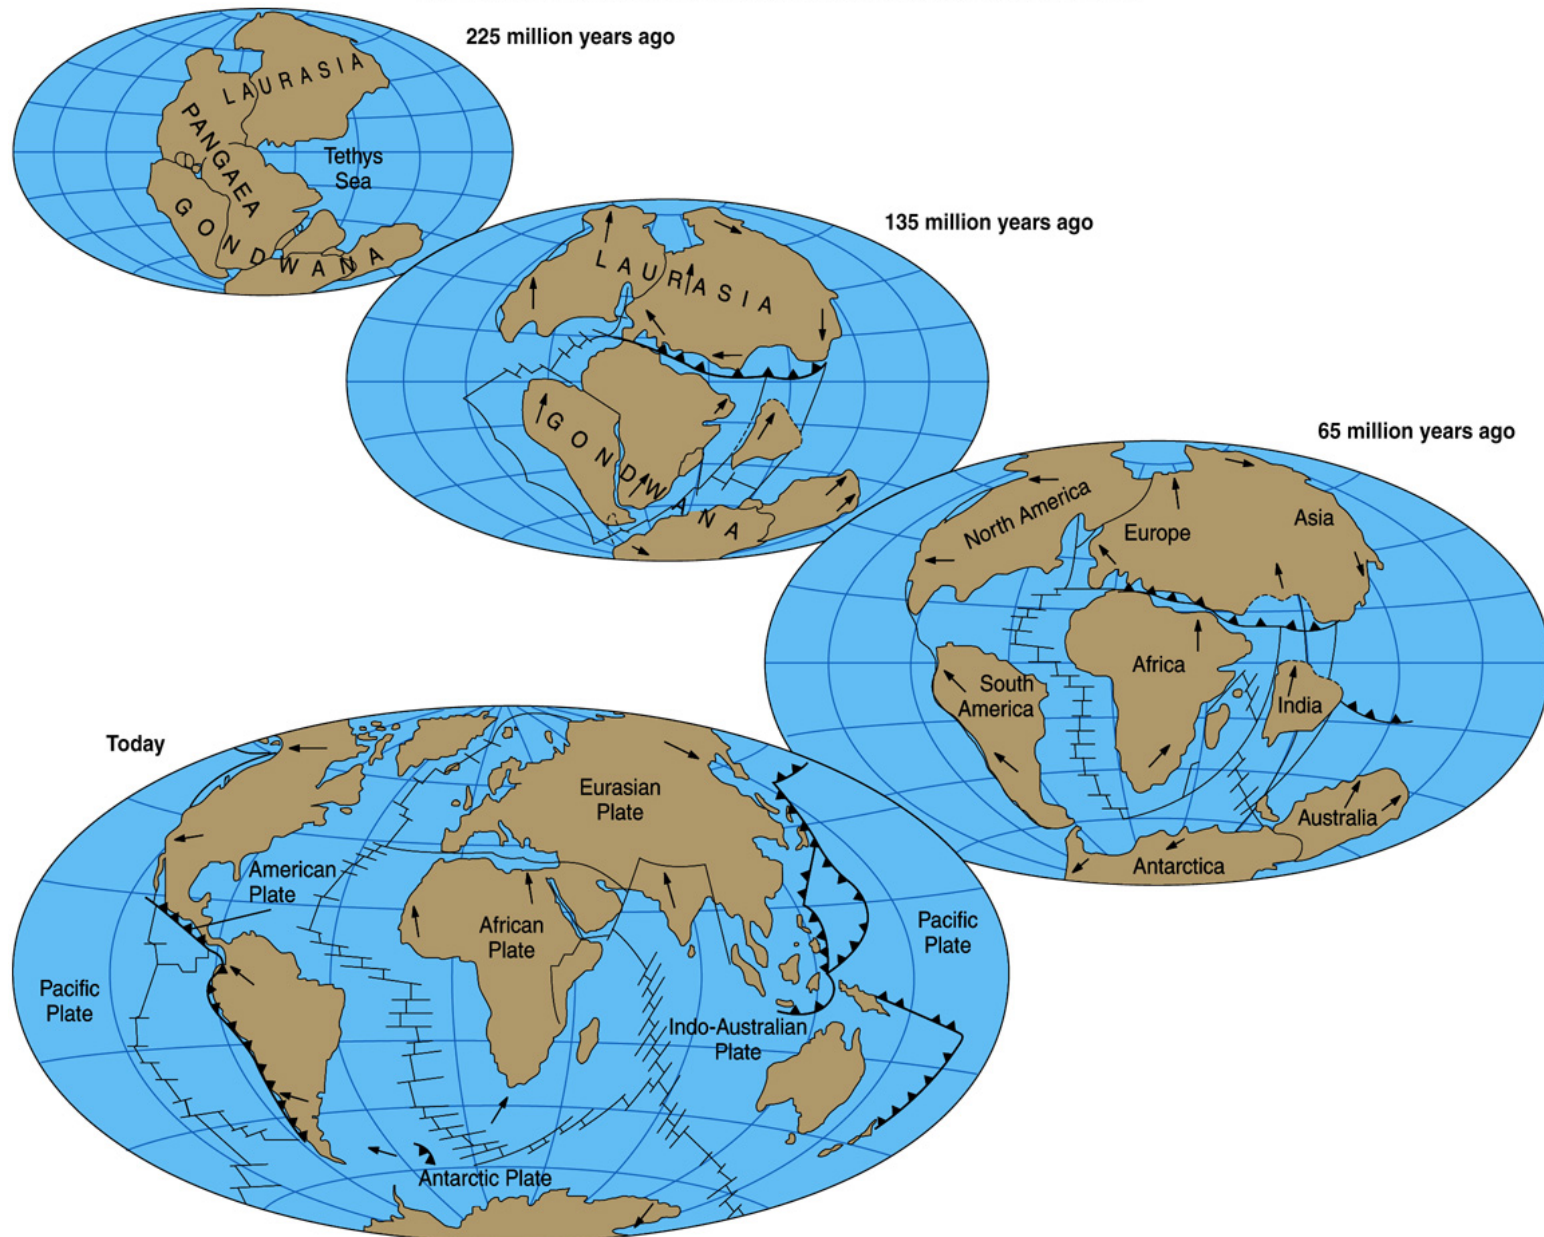 225 million years ago
LAURASIA
PANGAEA
Tethys
Sea
GONDWANA
135 million years ago
LAURASIA
GONDWANA
65 million years ago
North America
Europe
Asia
Africa
South
America
India
Australia
Antarctica
Today
Eurasian
Plate
American
Plate
African
Plate
Pacific
Plate
Pacific
Plate
Indo-Australian
Plate
Antarctic Plate